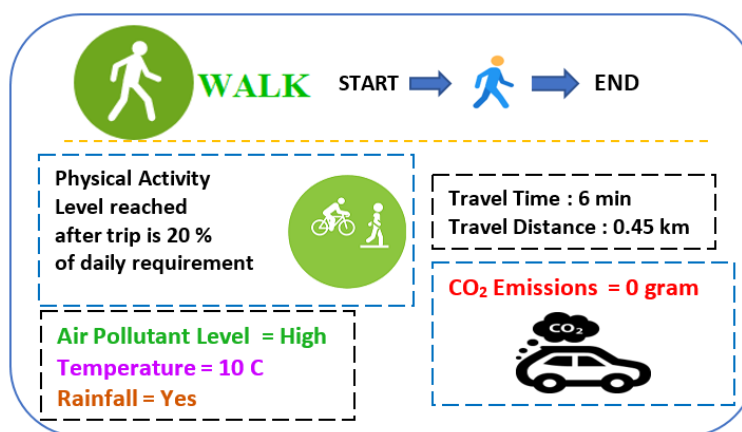 WALK START END
Physical Activity
Level reached
after trip is 20 %
of daily requirement
Travel Time : 6 min
Travel Distance : 0.45 km
CO₂ Emissions = 0 gram
CO₂
Air Pollutant Level = High
Temperature = 10 C
Rainfall = Yes